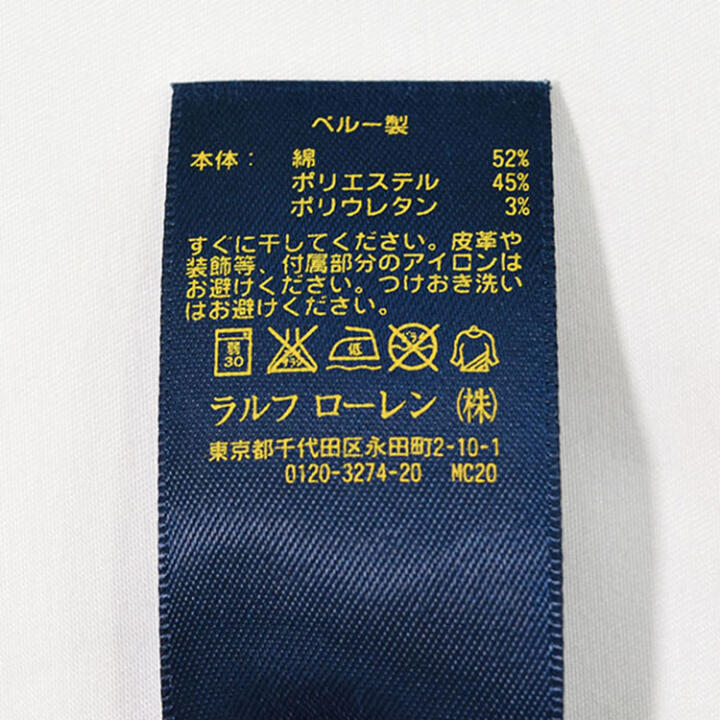 ペルー製
本体： 綿 52%
ポリエステル 45%
ポリウレタン 3%
すぐに干してください。皮革や
装飾等、付属部分のアイロンは
お避けください。つけおき洗い
はお避けください。
弱 30 低 ドライ
ラルフ ローレン (株)
東京都千代田区永田町2-10-1
0120-3274-20 MC20